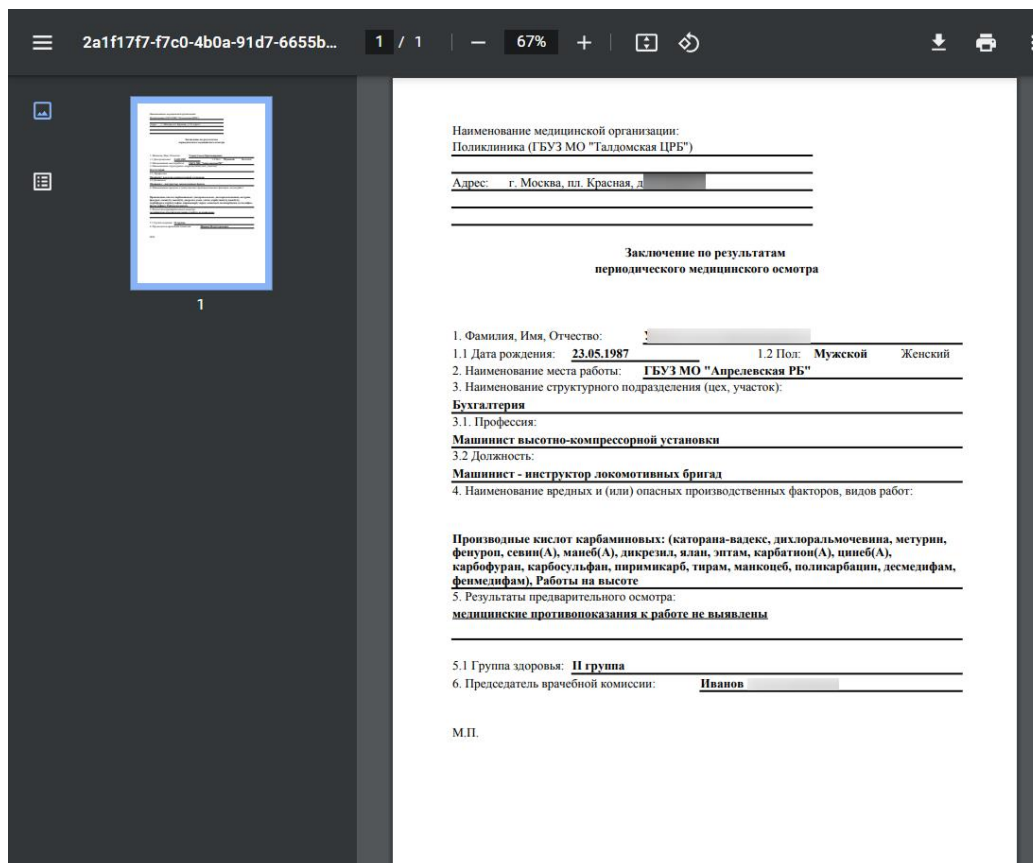 2a1f17f7-f7c0-4b0a-91d7-6655b...
1 / 1
67%
1
Наименование медицинской организации:
Поликлиника (ГБУЗ МО "Талдомская ЦРБ")
Адрес: г. Москва, пл. Красная, д
Заключение по результатам
периодического медицинского осмотра
1. Фамилия, Имя, Отчество:
1.1 Дата рождения: 23.05.1987 1.2 Пол: Мужской Женский
2. Наименование места работы: ГБУЗ МО "Апрелевская РБ"
3. Наименование структурного подразделения (цех, участок):
Бухгалтерия
3.1. Профессия:
Машинист высотно-компрессорной установки
3.2 Должность:
Машинист - инструктор локомотивных бригад
4. Наименование вредных и (или) опасных производственных факторов, видов работ:
Производные кислот карбаминовых: (каторана-вадекс, дихлоральмочевина, метурин,
фенурон, севин(А), манеб(А), дикрезил, ялан, эптам, карбатион(А), цинеб(А),
карбофуран, карбосульфан, пиримикарб, тирам, манкоцеб, поликарбацин, десмедифам,
фенмедифам), Работы на высоте
5. Результаты предварительного осмотра:
медицинские противопоказания к работе не выявлены
5.1 Группа здоровья: II группа
6. Председатель врачебной комиссии: Иванов
М.П.